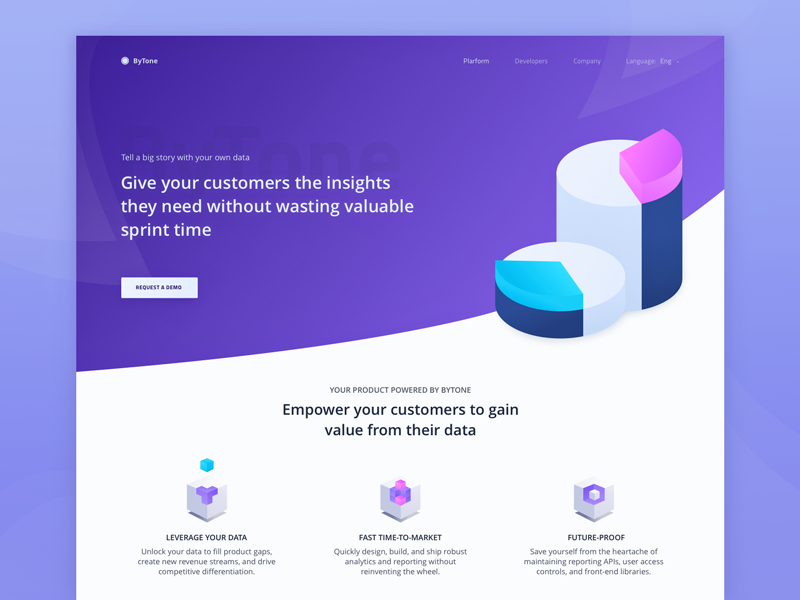 ByTone
Plarform
Developers
Company
Language: Eng
ByTone
Tell a big story with your own data
Give your customers the insights
they need without wasting valuable
sprint time
REQUEST A DEMO
YOUR PRODUCT POWERED BY BYTONE
Empower your customers to gain
value from their data
LEVERAGE YOUR DATA
Unlock your data to fill product gaps,
create new revenue streams, and drive
competitive differentiation.
FAST TIME-TO-MARKET
Quickly design, build, and ship robust
analytics and reporting without
reinventing the wheel.
FUTURE-PROOF
Save yourself from the heartache of
maintaining reporting APIs, user access
controls, and front-end libraries.